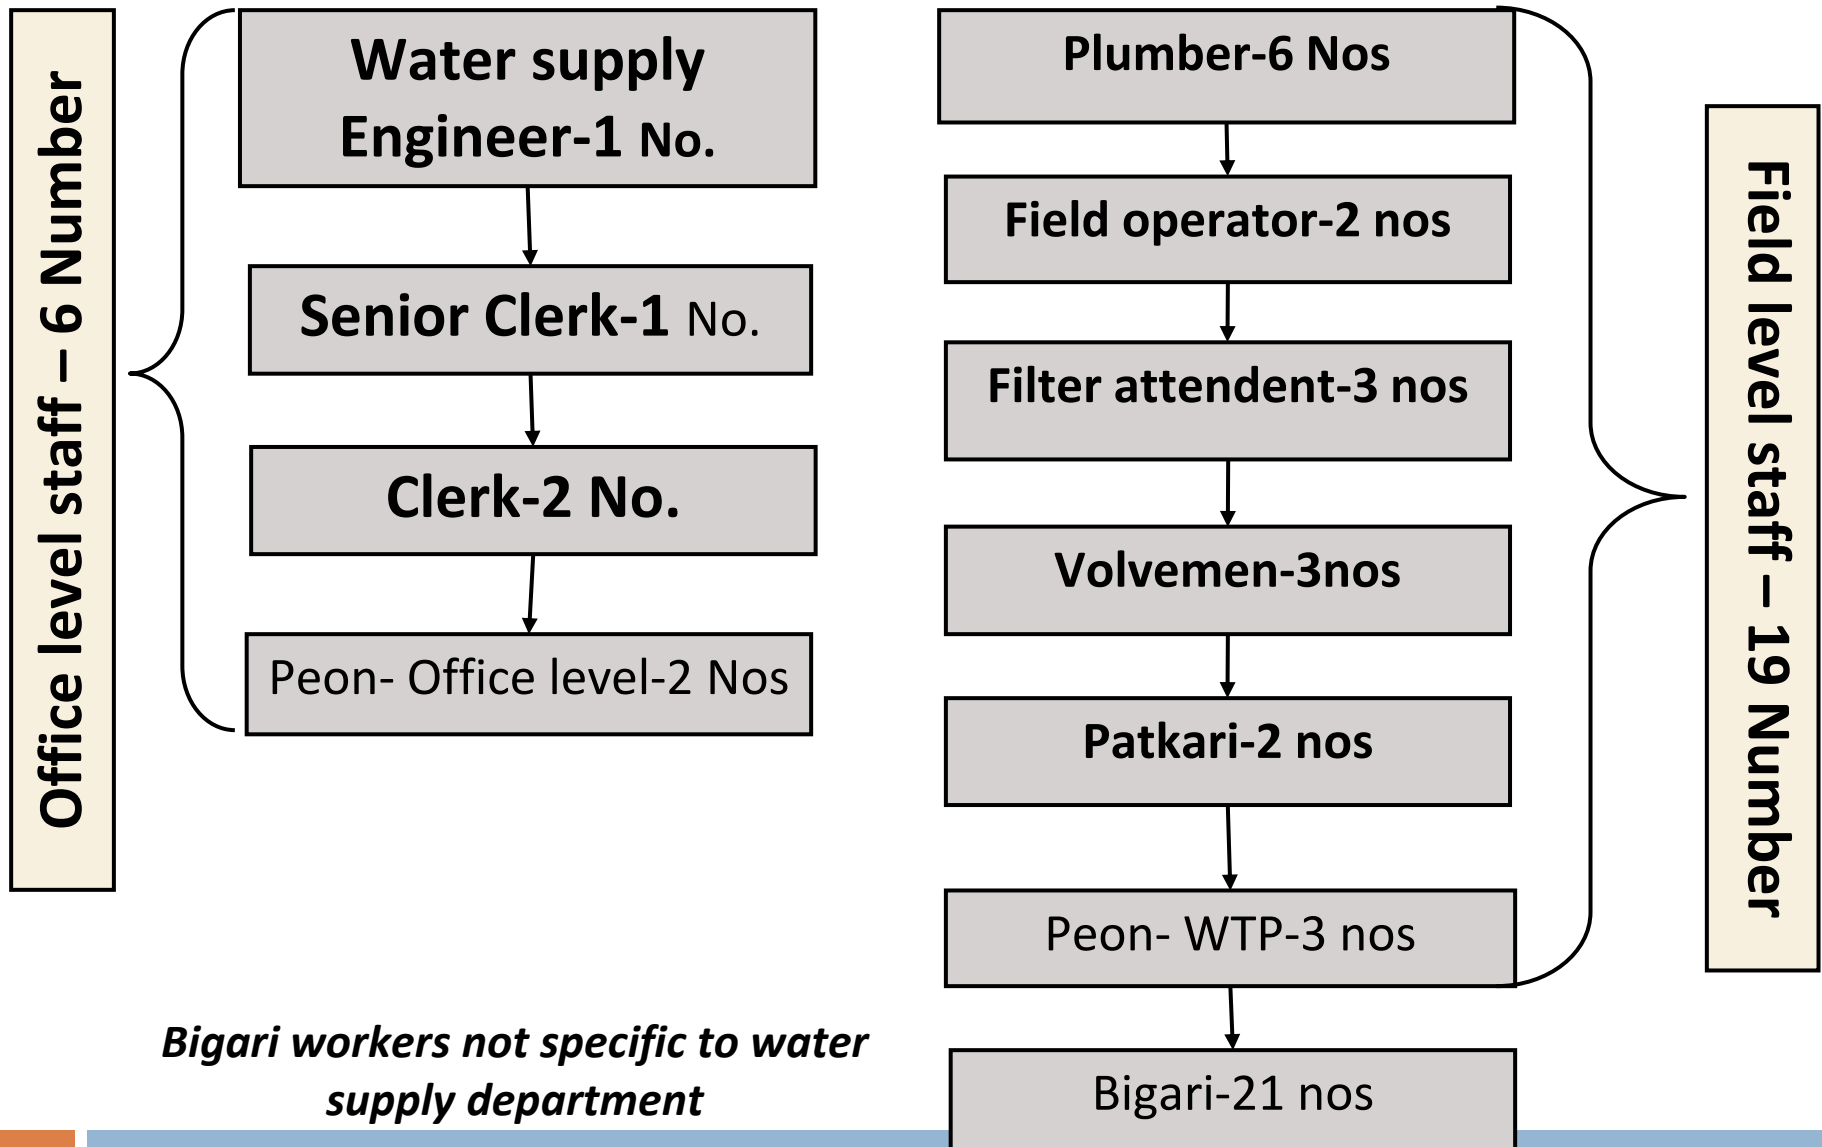 Office level staff – 6 Number
Water supply
Engineer-1 No.
Senior Clerk-1 No.
Clerk-2 No.
Peon- Office level-2 Nos
Plumber-6 Nos
Field operator-2 nos
Filter attendent-3 nos
Volvemen-3nos
Patkari-2 nos
Peon- WTP-3 nos
Bigari-21 nos
Field level staff – 19 Number
Bigari workers not specific to water
supply department